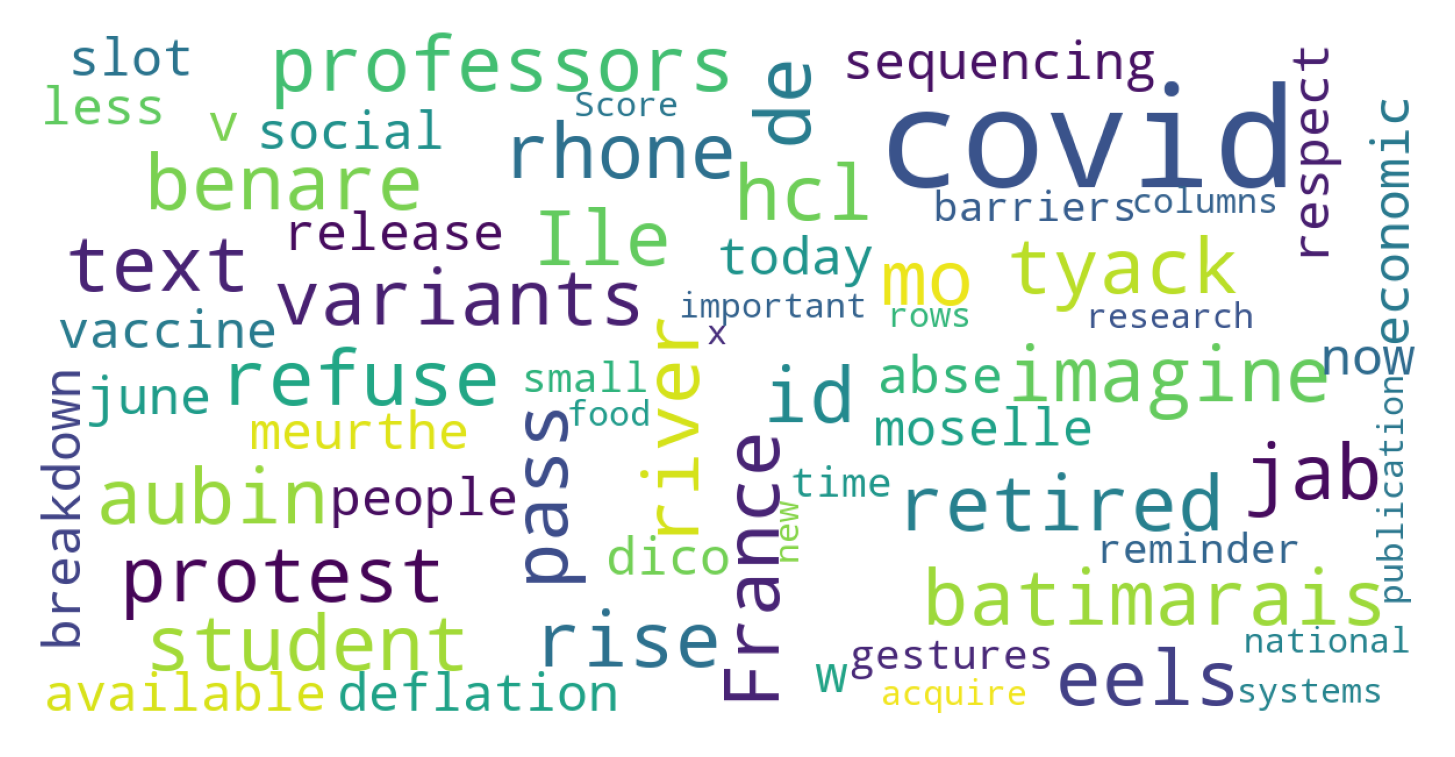 slot
professors
de
sequencing
covid
respect
less
v
social
Score
rhone
economic
benare
hcl
barriers
columns
text
release
Ile
today
tyack
variants
mo
vaccine
important
x
rows
research
now
june
refuse
small
river
id
abse
imagine
breakdown
meurthe
food
moselle
publication
aubin
people
pass
France
time
retired
jab
new
dico
reminder
protest
batimarais
student
rise
gestures
national
available
deflation
w
acquire
eels
systems